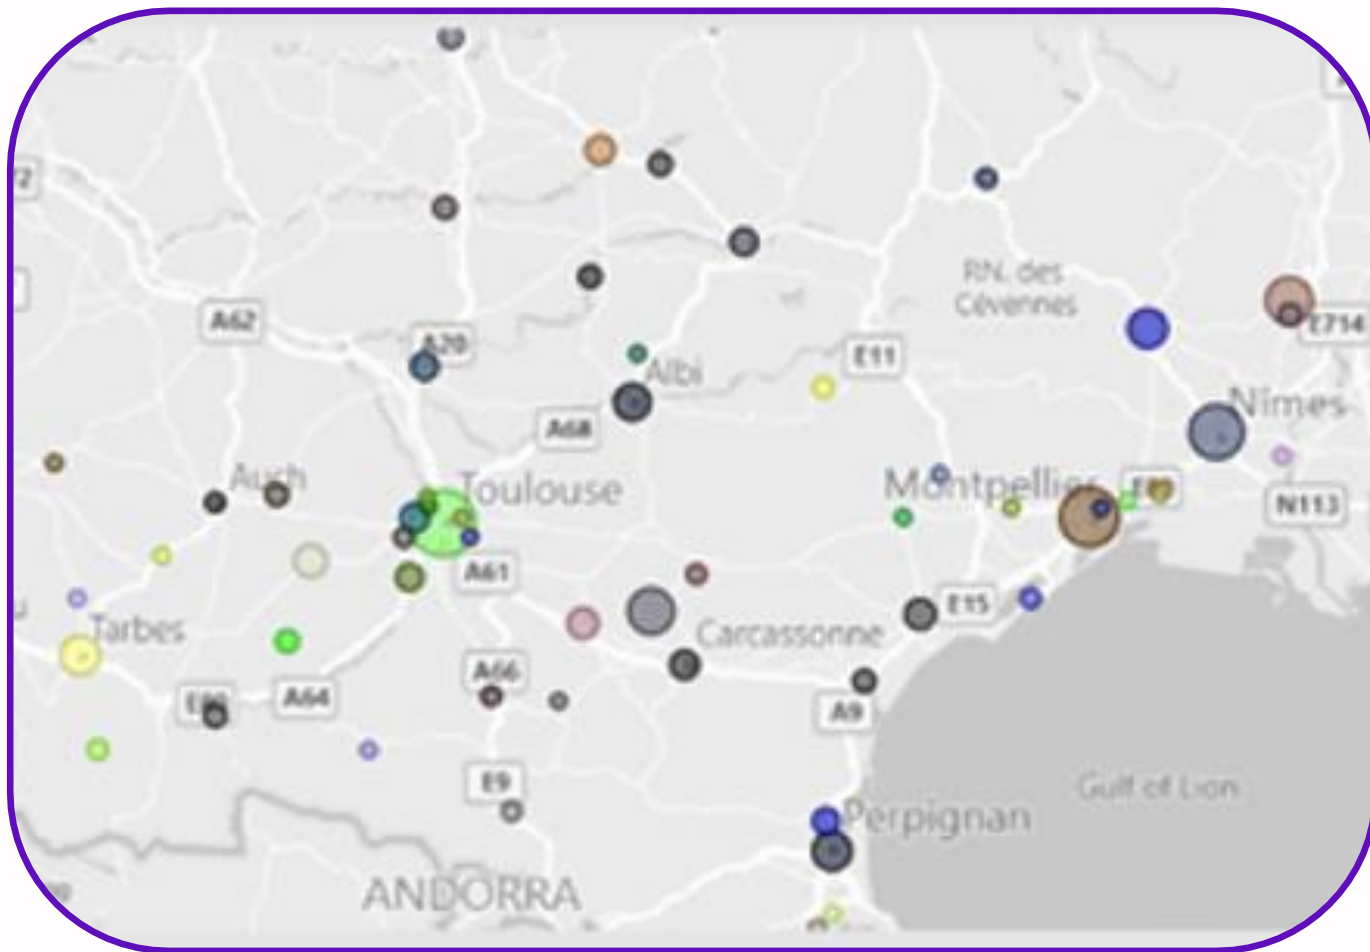 A62
A20
RN. des
Cévennes
E714
E11
Albi
Nîmes
A68
Auch
Toulouse
Montpellier
N113
A61
E15
Tarbes
Carcassonne
A66
A64
A9
E9
Gulf of Lion
Perpignan
ANDORRA